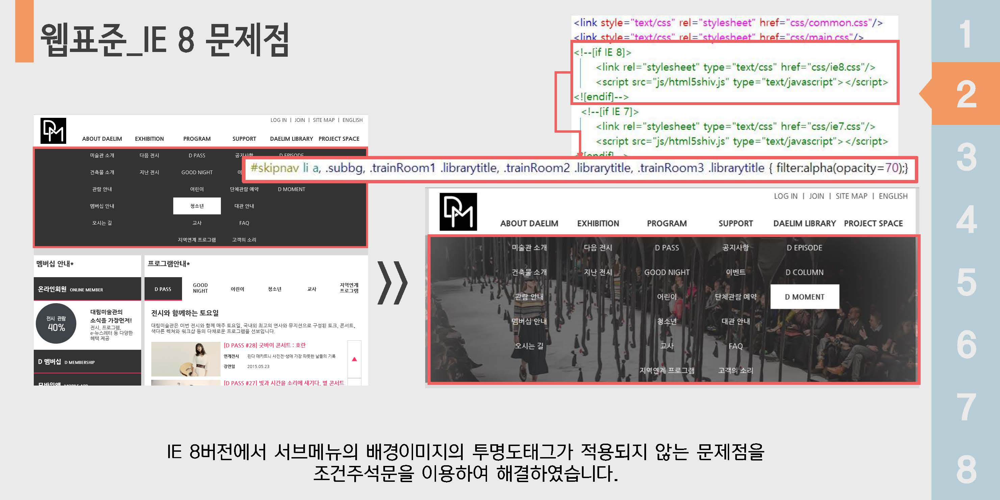 웹표준_IE 8 문제점
<link style="text/css" rel="stylesheet" href="css/common.css"/>
<link style="text/css" rel="stylesheet" href="css/main.css"/>
<!--[if IE 8]>
<link rel="stylesheet" type="text/css" href="css/ie8.css"/>
<script src="js/html5shiv.js" type="text/javascript"></script>
<![endif]-->
<!--[if IE 7]>
<link rel="stylesheet" type="text/css" href="css/ie7.css"/>
<script src="js/html5shiv.js" type="text/javascript"></script>
<![endif]-->
#skipnav li a, .subbg, .trainRoom1 .librarytitle, .trainRoom2 .librarytitle, .trainRoom3 .librarytitle { filter:alpha(opacity=70);}
DM
LOG IN | JOIN | SITE MAP | ENGLISH
ABOUT DAELIM EXHIBITION PROGRAM SUPPORT DAELIM LIBRARY PROJECT SPACE
미술관 소개 다음 전시 D PASS 공지사항 D EPISODE
건축물 소개 지난 전시 GOOD NIGHT 이
관람 안내 어린이 단체관람 예약 D MOMENT
멤버십 안내 청소년 대관 안내
오시는 길 교사 FAQ
지역연계 프로그램 고객의 소리
멤버십 안내* 프로그램안내*
온라인회원 ONLINE MEMBER
D PASS GOOD NIGHT 어린이 청소년 교사 지역연계 프로그램
전시 관람
40%
대림미술관의
소식을 가장먼저!
전시, 프로그램,
e-뉴스레터 등 다양한
혜택 제공
D 멤버십 D MEMBERSHIP
모바일앱 MOBILE APP
전시와 함께하는 토요일
대림미술관은 이번 전시와 함께 매주 토요일, 국내외 최고의 연사와 뮤지션으로 구성된 토크, 콘서트,
색다른 렉쳐와 워크샵 등의 다채로운 프로그램을 선보입니다.
[D PASS #28] 굿바이 콘서트 : 호란
연계전시 린다 매카트니 사진전-생애 가장 따뜻한 날들의 기록
강연일 2015.05.23
[D PASS #27] 빛과 시간을 소리에 새기다. 별 콘서트
DM
LOG IN | JOIN | SITE MAP | ENGLISH
ABOUT DAELIM EXHIBITION PROGRAM SUPPORT DAELIM LIBRARY PROJECT SPACE
미술관 소개 다음 전시 D PASS 공지사항 D EPISODE
건축물 소개 지난 전시 GOOD NIGHT 이벤트 D COLUMN
관람 안내 어린이 단체관람 예약 D MOMENT
멤버십 안내 청소년 대관 안내
오시는 길 교사 FAQ
지역연계 프로그램 고객의 소리
IE 8버전에서 서브메뉴의 배경이미지의 투명도태그가 적용되지 않는 문제점을
조건주석문을 이용하여 해결하였습니다.
1
2
3
4
5
6
7
8